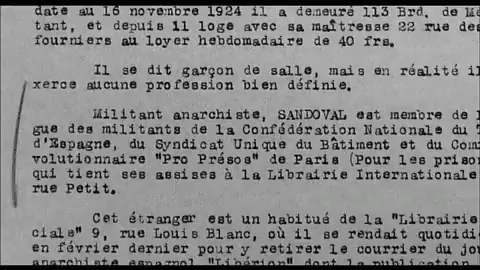 date au 16 novembre 1924 il a demeuré 113 Brd. de Mé
tant, et depuis il loge avec sa maîtresse 22 rue des
fourniers au loyer hebdomadaire de 40 frs.
Il se dit garçon de salle, mais en réalité il
xerce aucune profession bien définie.
Militant anarchiste, SANDOVAL est membre de l
gue des militants de la Confédération Nationale du T
d'Espagne, du Syndicat Unique du Bâtiment et du Com
volutionnaire "Pro Présos" de Paris (Pour les prison
qui tient ses assises à la Librairie Internationale
rue Petit.
Cet étranger est un habitué de la "Librairie
ciale" 9, rue Louis Blanc, où il se rendait quotidie
en février dernier pour y retirer le courrier du jou
anarchiste espagnol "Libérion" dont la publication